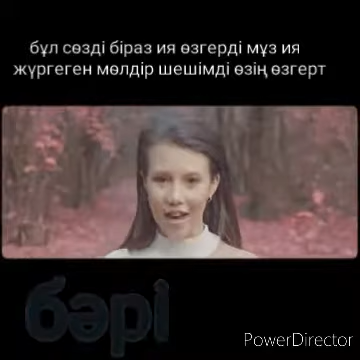 бұл сөзді біраз ия өзгерді мұз ия
жүргеген мөлдір шешімді өзің өзгерт
бәрі
PowerDirector